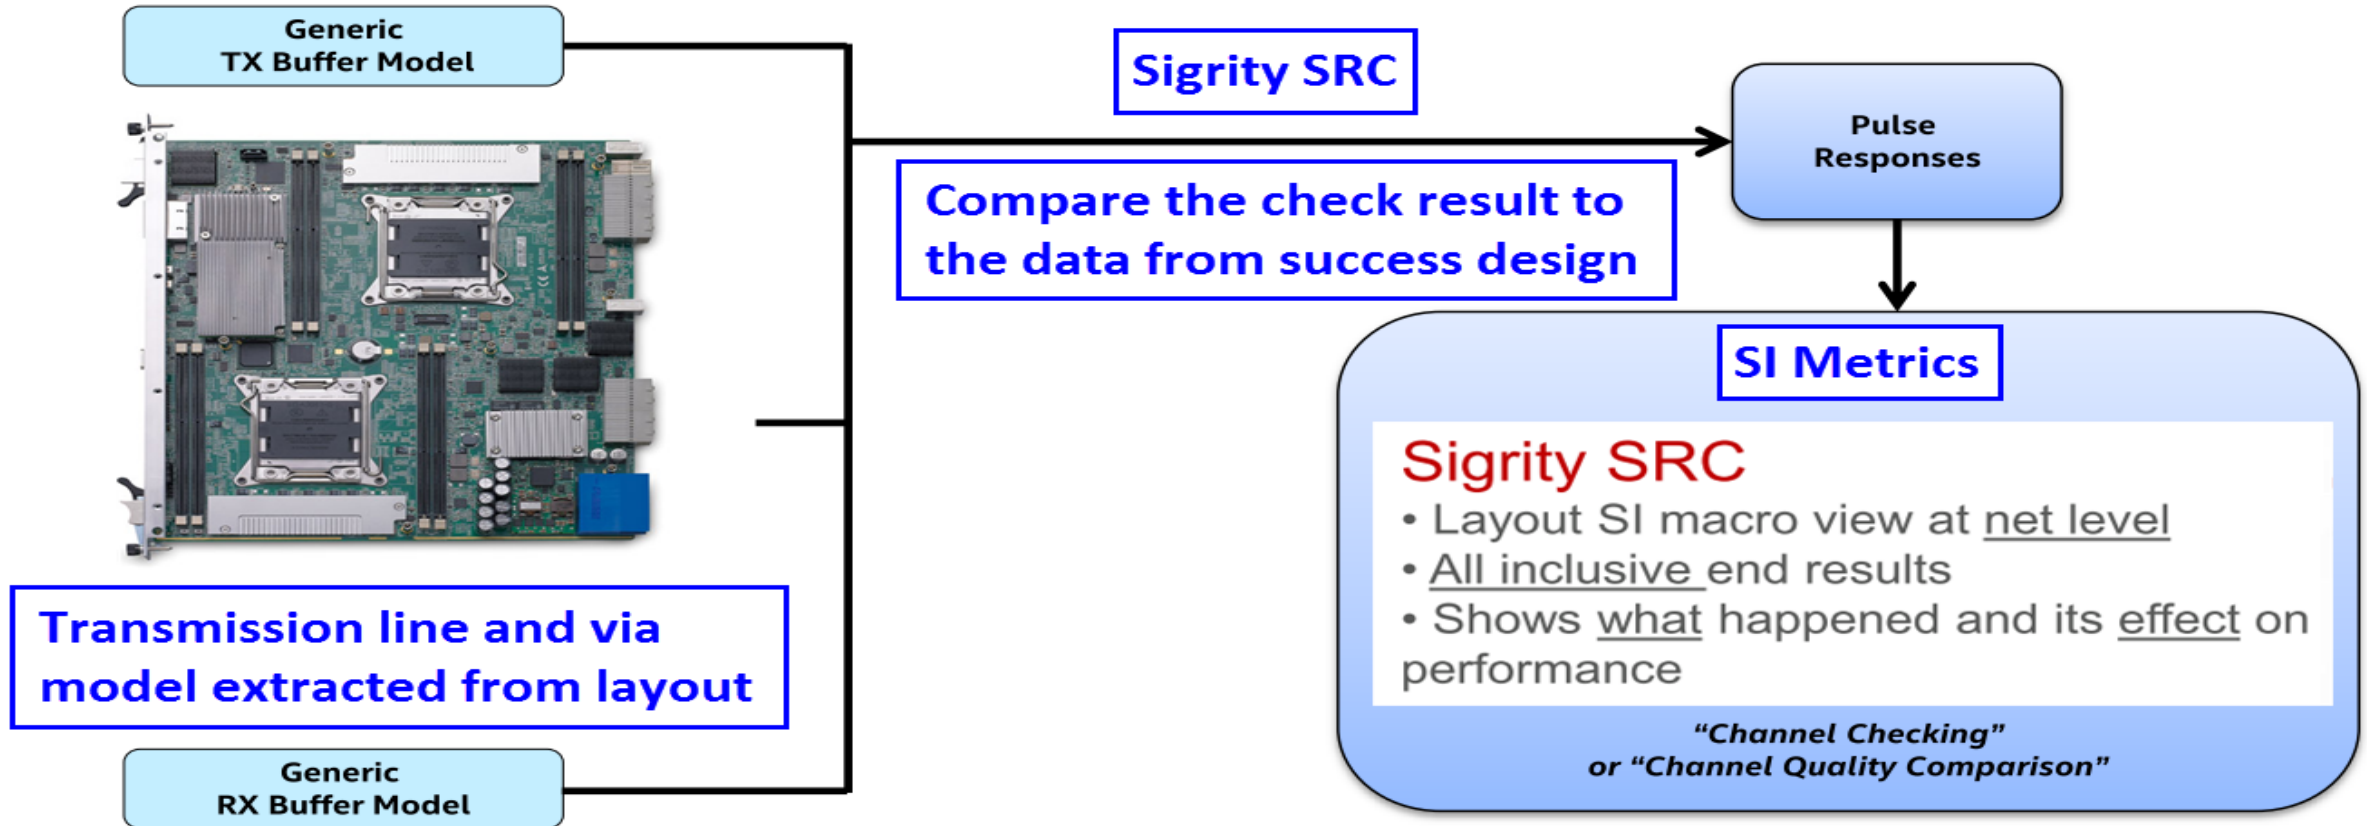 Generic
TX Buffer Model
Sigrity SRC
Compare the check result to
the data from success design
Pulse
Responses
Transmission line and via
model extracted from layout
Generic
RX Buffer Model
SI Metrics
Sigrity SRC
• Layout SI macro view at net level
• All inclusive end results
• Shows what happened and its effect on
performance
“Channel Checking”
or “Channel Quality Comparison”